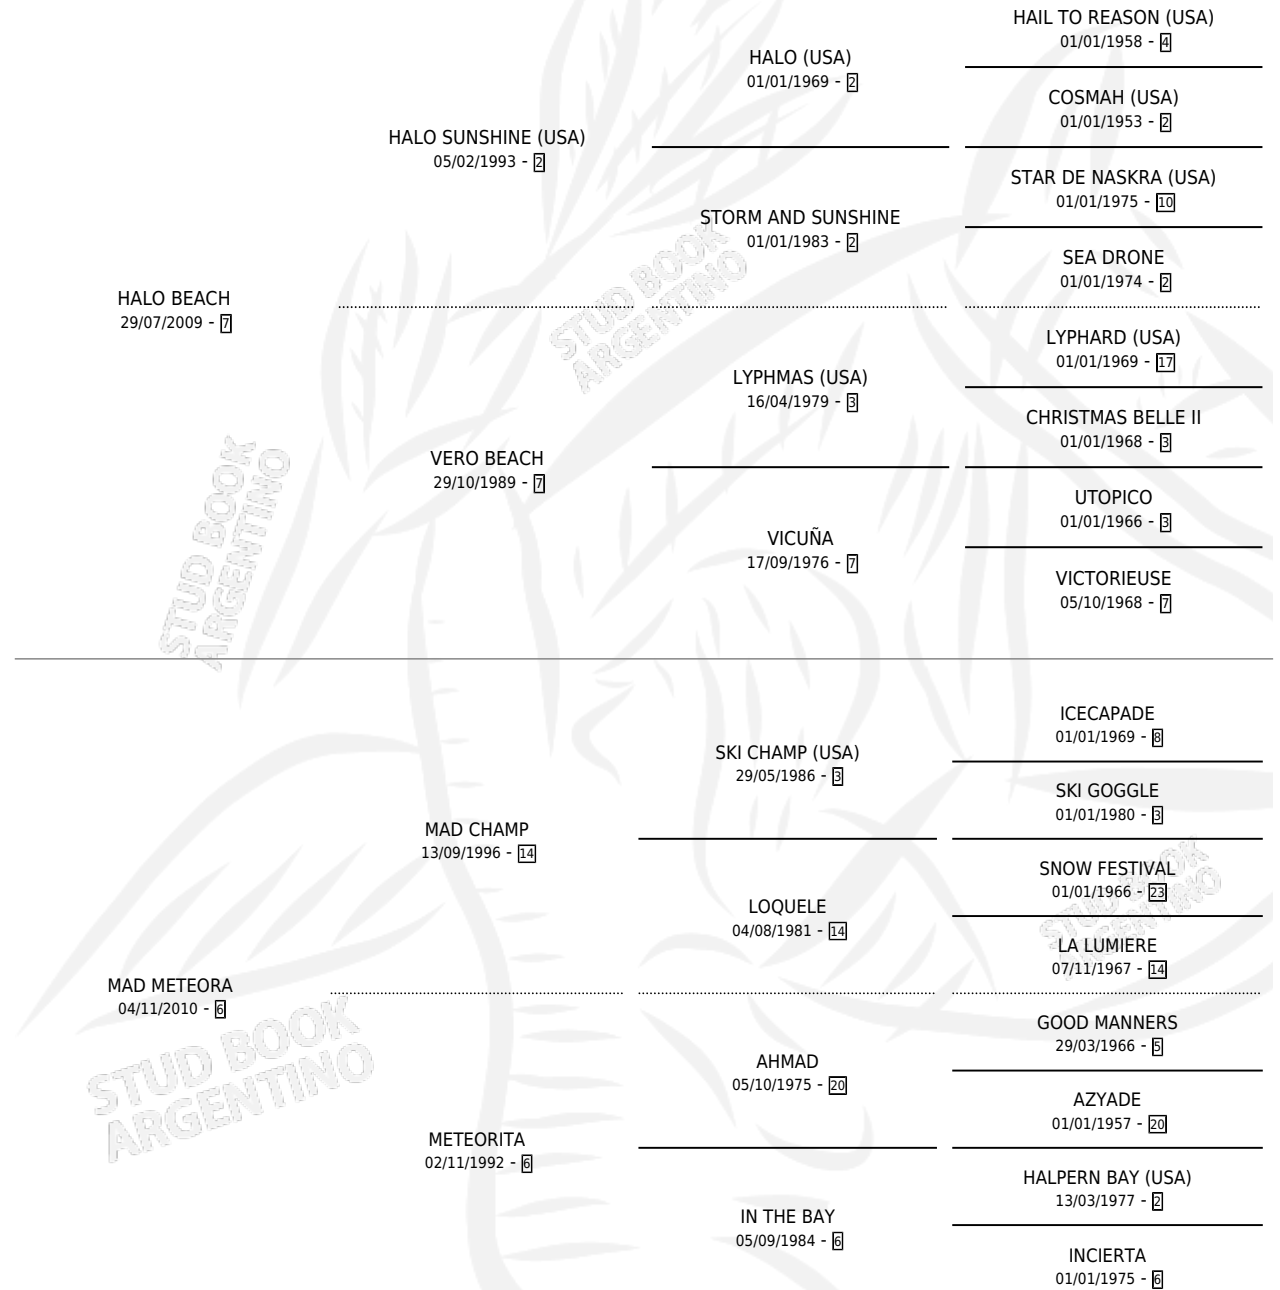 HAIL TO REASON (USA)
01/01/1958 - 4
HALO (USA)
01/01/1969 - 2
COSMAH (USA)
01/01/1953 - 2
HALO SUNSHINE (USA)
05/02/1993 - 2
STAR DE NASKRA (USA)
01/01/1975 - 10
STORM AND SUNSHINE
01/01/1983 - 2
SEA DRONE
01/01/1974 - 2
HALO BEACH
29/07/2009 - 7
LYPHARD (USA)
01/01/1969 - 17
LYPHMAS (USA)
16/04/1979 - 3
CHRISTMAS BELLE II
01/01/1968 - 3
VERO BEACH
29/10/1989 - 7
UTOPICO
01/01/1966 - 3
VICUÑA
17/09/1976 - 7
VICTORIEUSE
05/10/1968 - 7
ICECAPADE
01/01/1969 - 8
SKI CHAMP (USA)
29/05/1986 - 3
SKI GOGGLE
01/01/1980 - 3
MAD CHAMP
13/09/1996 - 14
SNOW FESTIVAL
01/01/1966 - 23
LOQUELE
04/08/1981 - 14
LA LUMIERE
07/11/1967 - 14
MAD METEORA
04/11/2010 - 6
GOOD MANNERS
29/03/1966 - 5
AHMAD
05/10/1975 - 20
AZYADE
01/01/1957 - 20
METEORITA
02/11/1992 - 6
HALPERN BAY (USA)
13/03/1977 - 2
IN THE BAY
05/09/1984 - 6
INCIERTA
01/01/1975 - 6
STUD BOOK
ARGENTINO
STUD BOOK
ARGENTINO
STUD BOOK
ARGENTINO
STUD BOOK
ARGENTINO